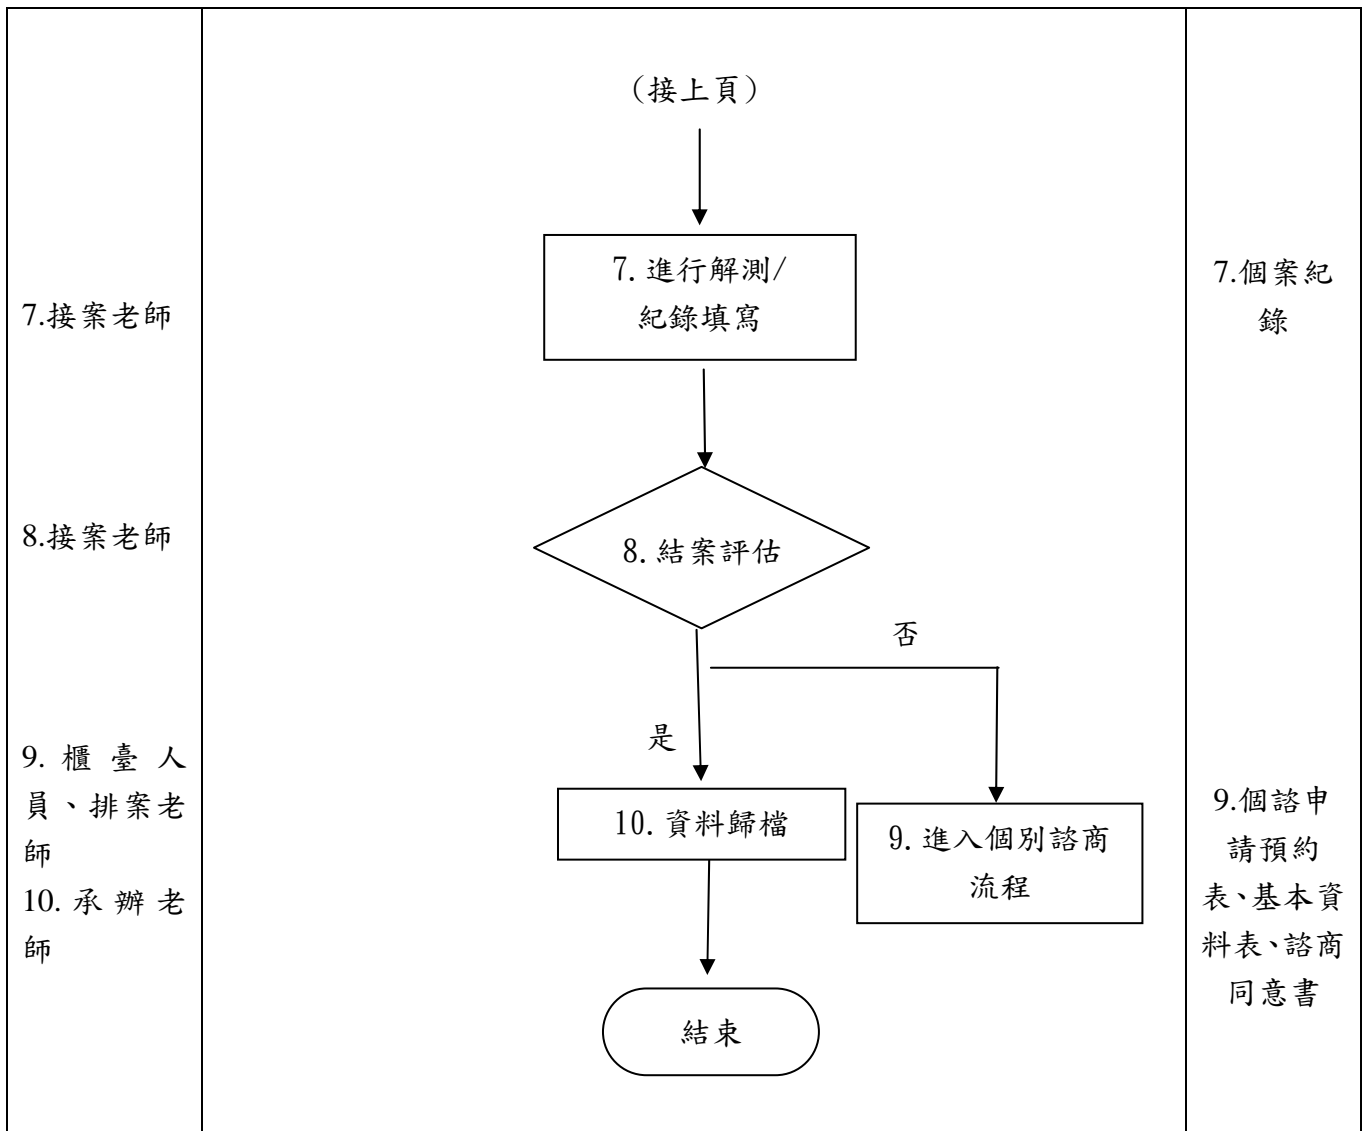 (接上頁)
7. 進行解測/
紀錄填寫
7.接案老師
7.個案紀
錄
8.接案老師
8. 結案評估
否
是
9. 櫃臺人
員、排案老
師
10. 承辦老
師
10. 資料歸檔
9. 進入個別諮商
流程
9.個諮申
請預約
表、基本資
料表、諮商
同意書
結束